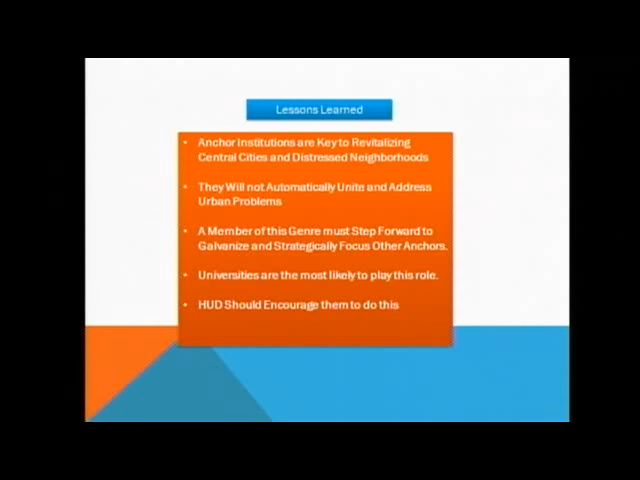 Lessons Learned
• Anchor Institutions are Key to Revitalizing
Central Cities and Distressed Neighborhoods
• They Will not Automatically Unite and Address
Urban Problems
• A Member of this Genre must Step Forward to
Galvanize and Strategically Focus Other Anchors.
• Universities are the most likely to play this role.
• HUD Should Encourage them to do this